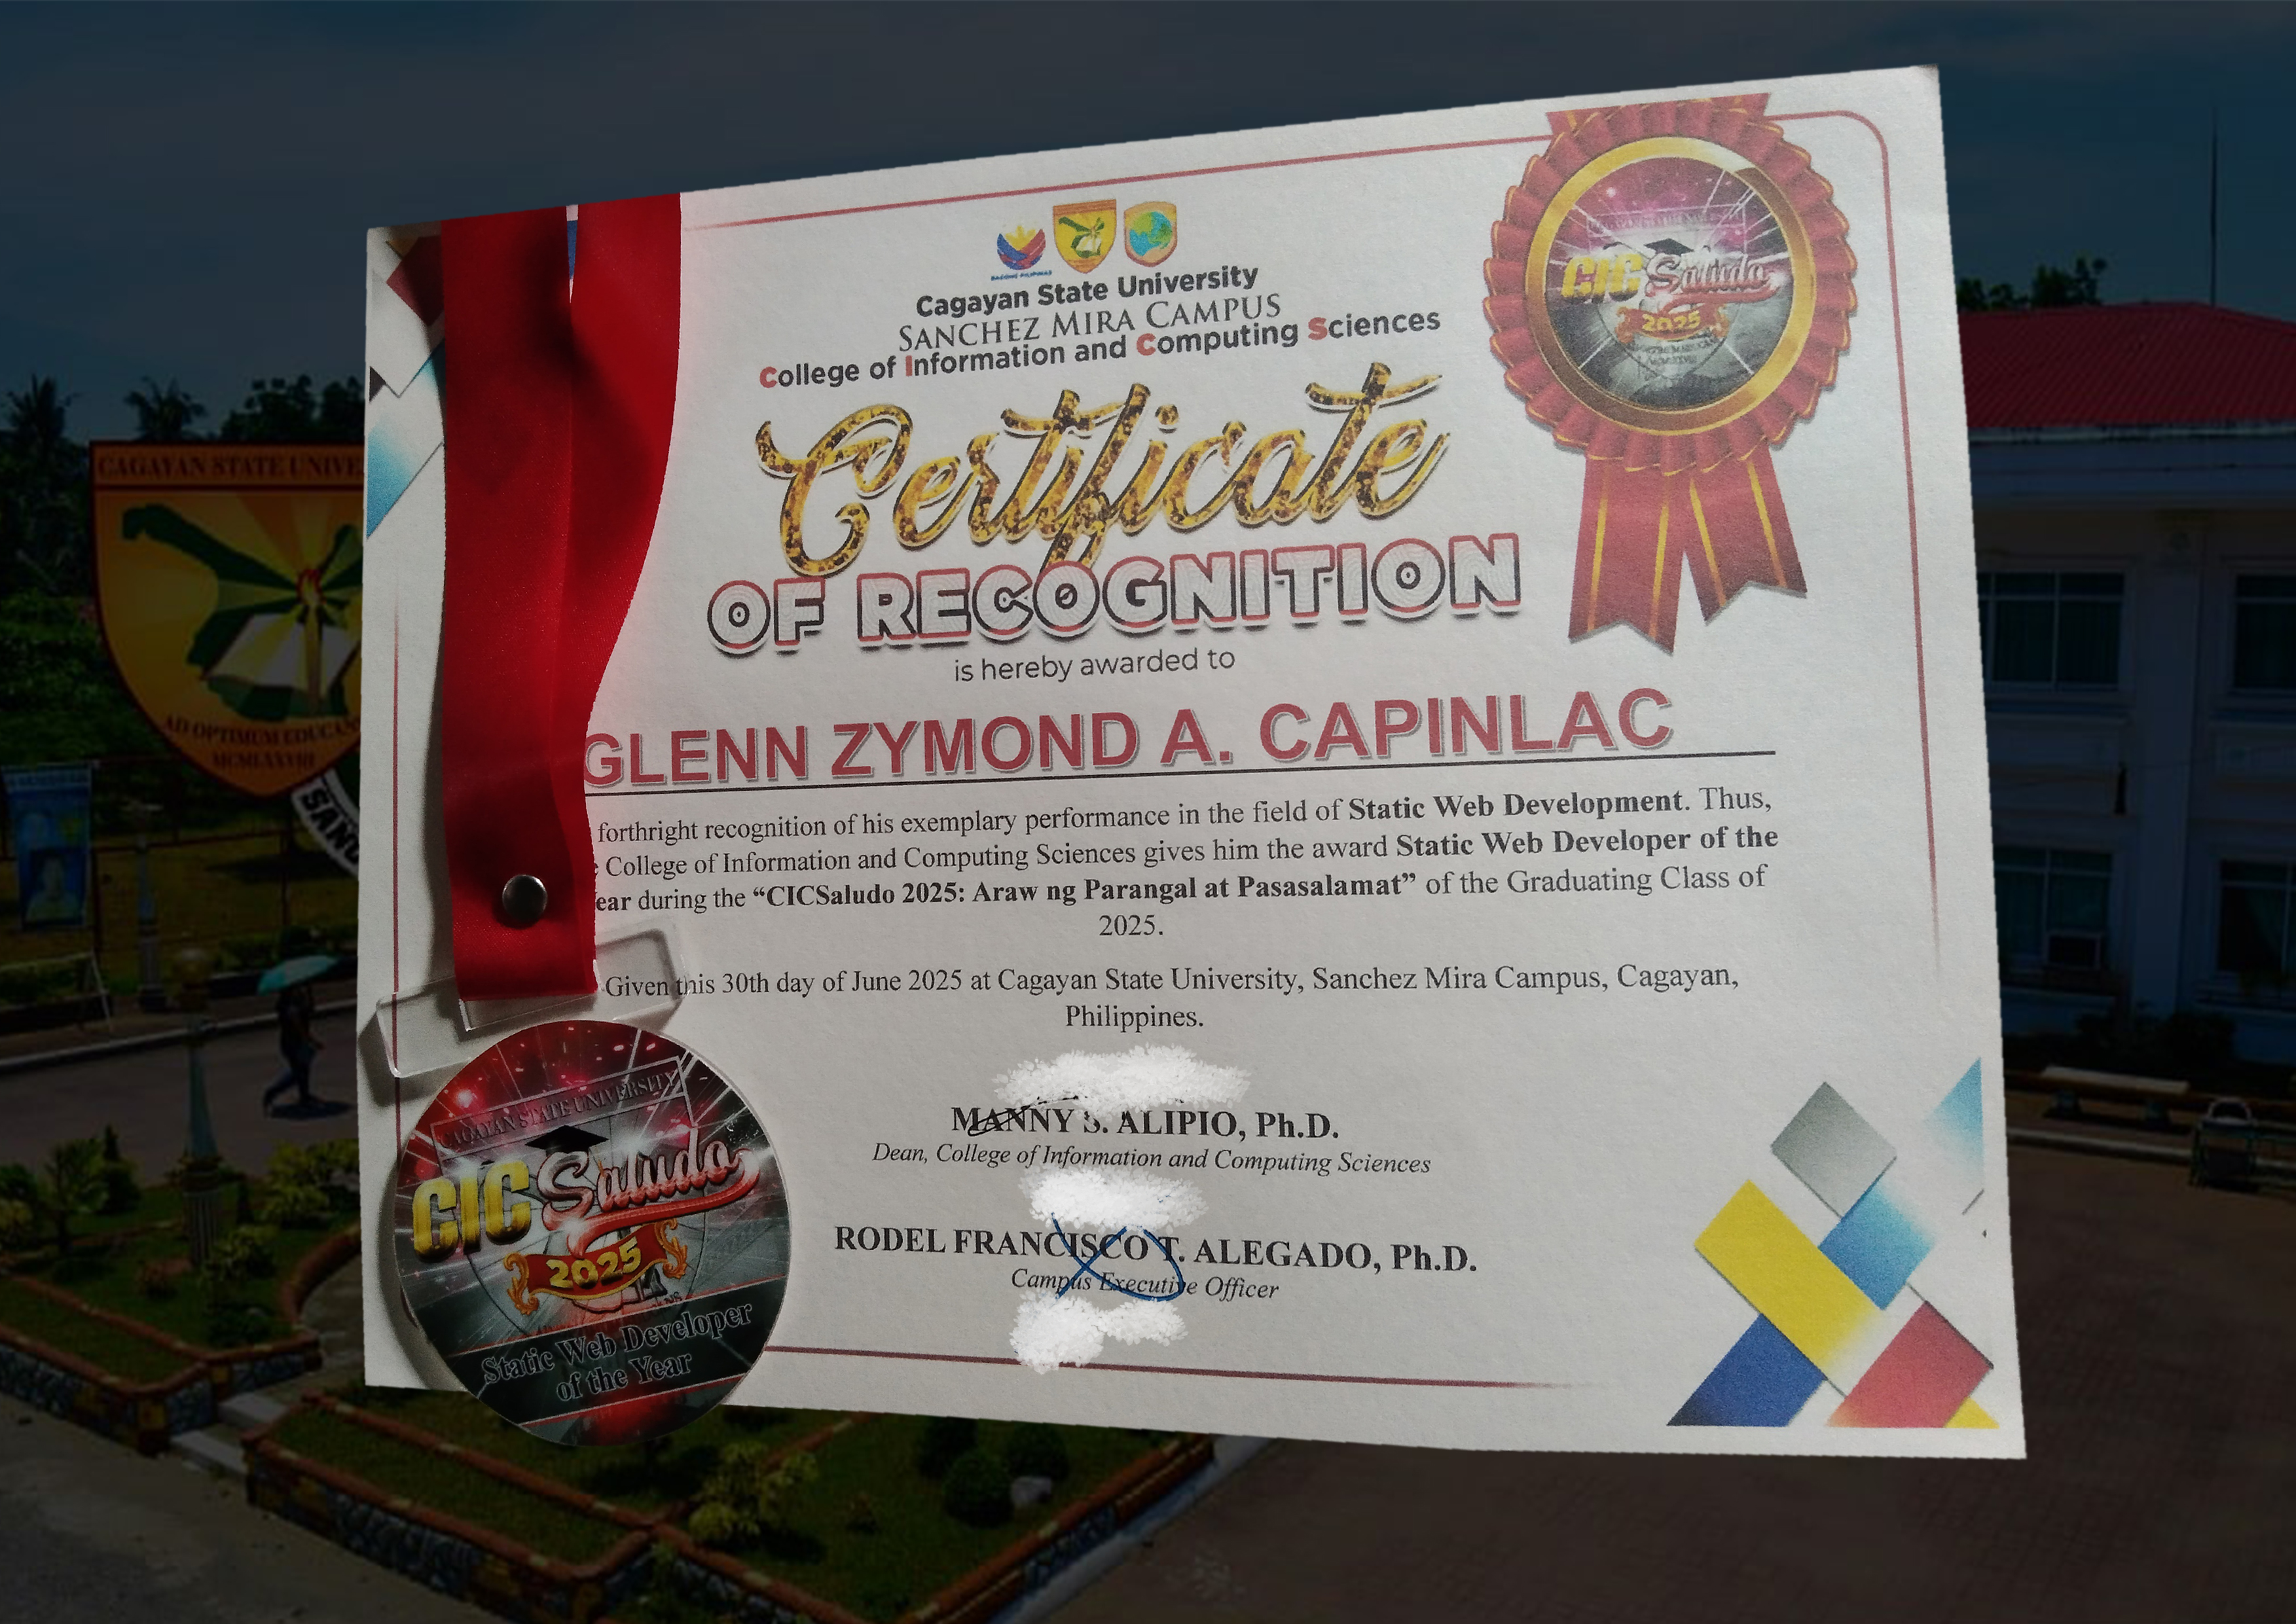 BAGONG PILIPINAS
Cagayan State University
SANCHEZ MIRA CAMPUS
College of Information and Computing Sciences
Certificate
OF RECOGNITION
is hereby awarded to
GLENN ZYMOND A. CAPINLAC
forthright recognition of his exemplary performance in the field of Static Web Development. Thus,
College of Information and Computing Sciences gives him the award Static Web Developer of the
ear during the “CICSaludo 2025: Araw ng Parangal at Pasasalamat” of the Graduating Class of
2025.
Given this 30th day of June 2025 at Cagayan State University, Sanchez Mira Campus, Cagayan,
Philippines.
MANNY S. ALIPIO, Ph.D.
Dean, College of Information and Computing Sciences
RODEL FRANCISCO T. ALEGADO, Ph.D.
Campus Executive Officer
CIC Saludo
2025
CAGAYAN STATE UNIVERSITY
CIC Saludo
2025
Static Web Developer
of the Year
CAGAYAN STATE UNIVE
AD OPTIMUM EDUCAN
MCMLXXVIII
SANC